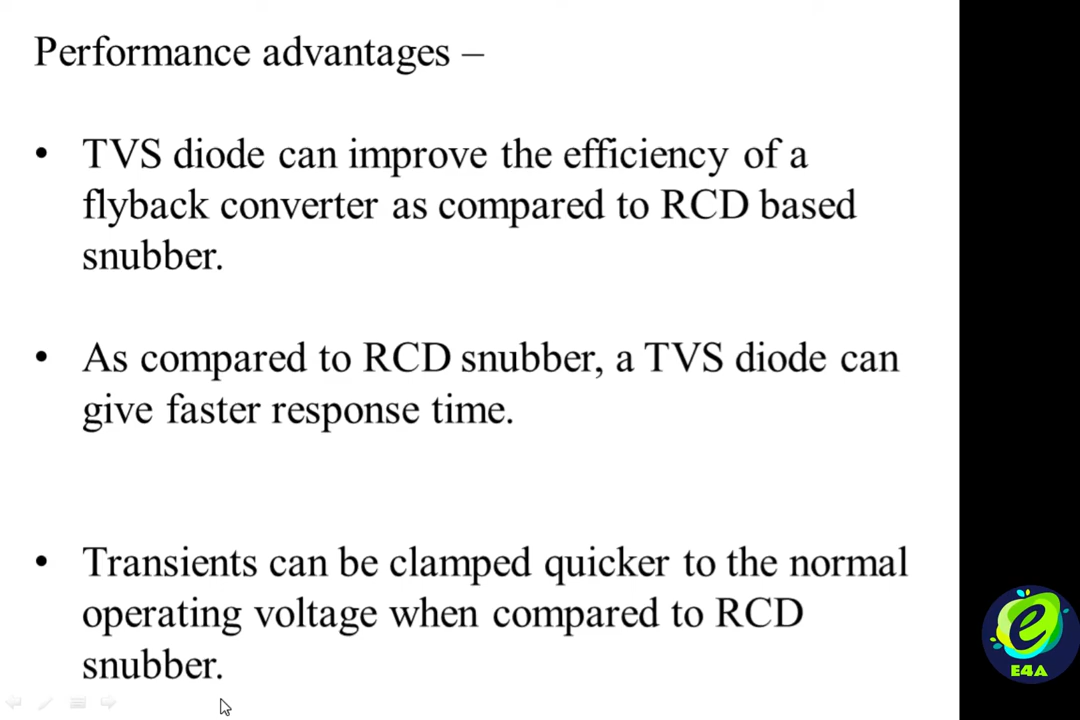 Performance advantages –
• TVS diode can improve the efficiency of a
flyback converter as compared to RCD based
snubber.
• As compared to RCD snubber, a TVS diode can
give faster response time.
• Transients can be clamped quicker to the normal
operating voltage when compared to RCD
snubber.
e
E4A